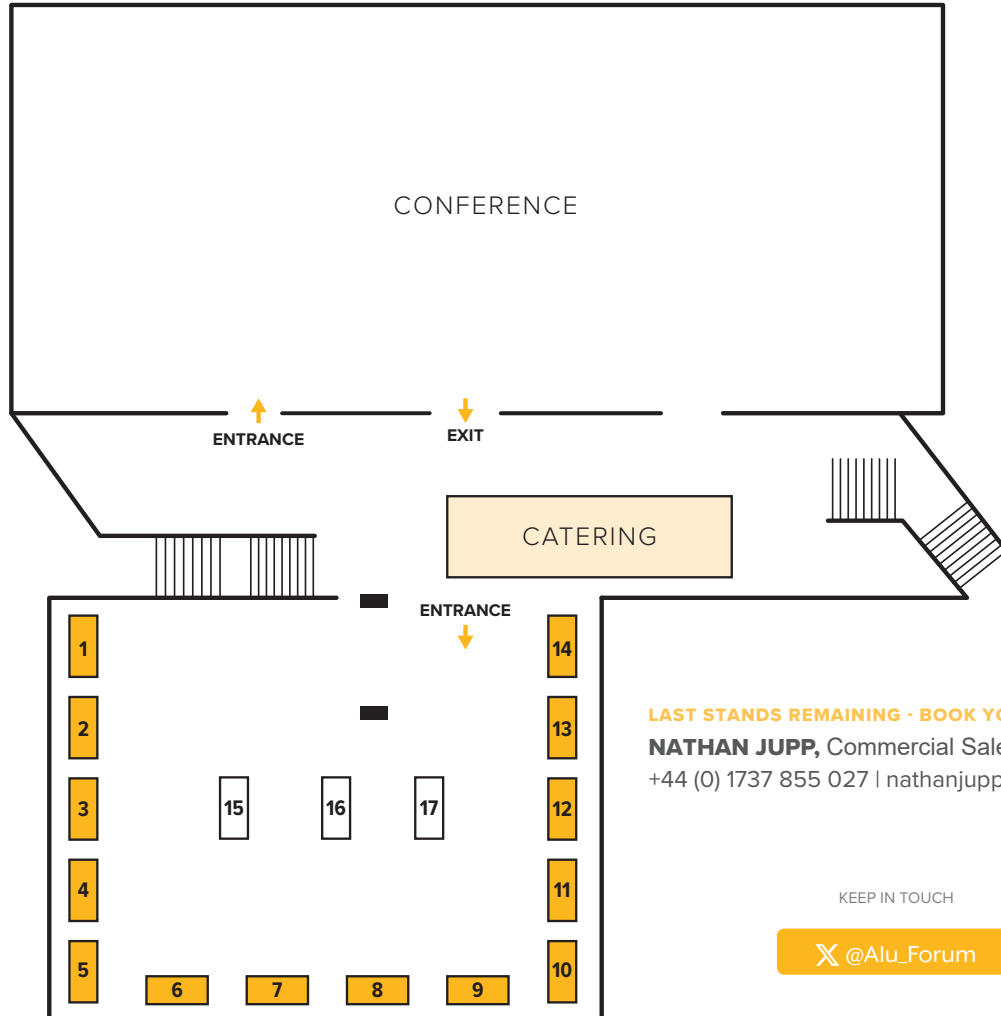 CONFERENCE
ENTRANCE
EXIT
CATERING
ENTRANCE
1
14
2
13
3
15
16
17
12
4
11
5
6
7
8
9
10
LAST STANDS REMAINING - BOOK
NATHAN JUPP, Commercial
+44 (0) 1737 855 027 | nathanjupp
KEEP IN TOUCH
X @Alu_Forum